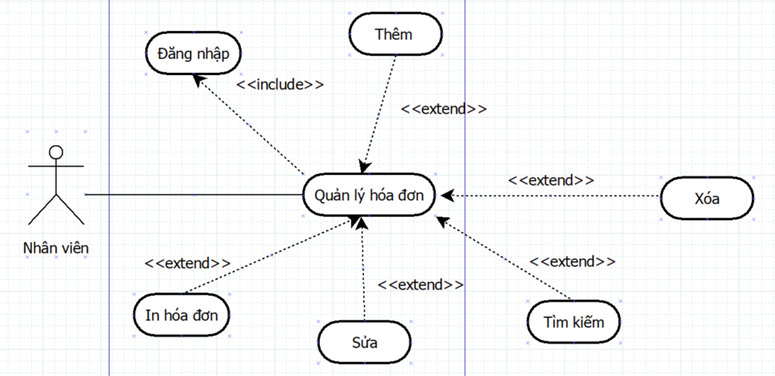 Thêm
Đăng nhập
<<include>>
<<extend>>
<<extend>>
Quản lý hóa đơn
Xóa
Nhân viên
<<extend>>
<<extend>>
<<extend>>
In hóa đơn
Tìm kiếm
Sửa